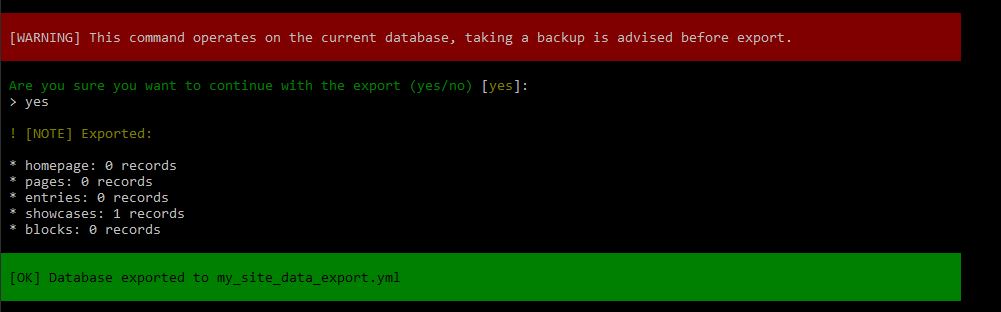 [WARNING] This command operates on the current database, taking a backup is advised before export.
Are you sure you want to continue with the export (yes/no) [yes]:
> yes
! [NOTE] Exported:
* homepage: 0 records
* pages: 0 records
* entries: 0 records
* showcases: 1 records
* blocks: 0 records
[OK] Database exported to my_site_data_export.yml